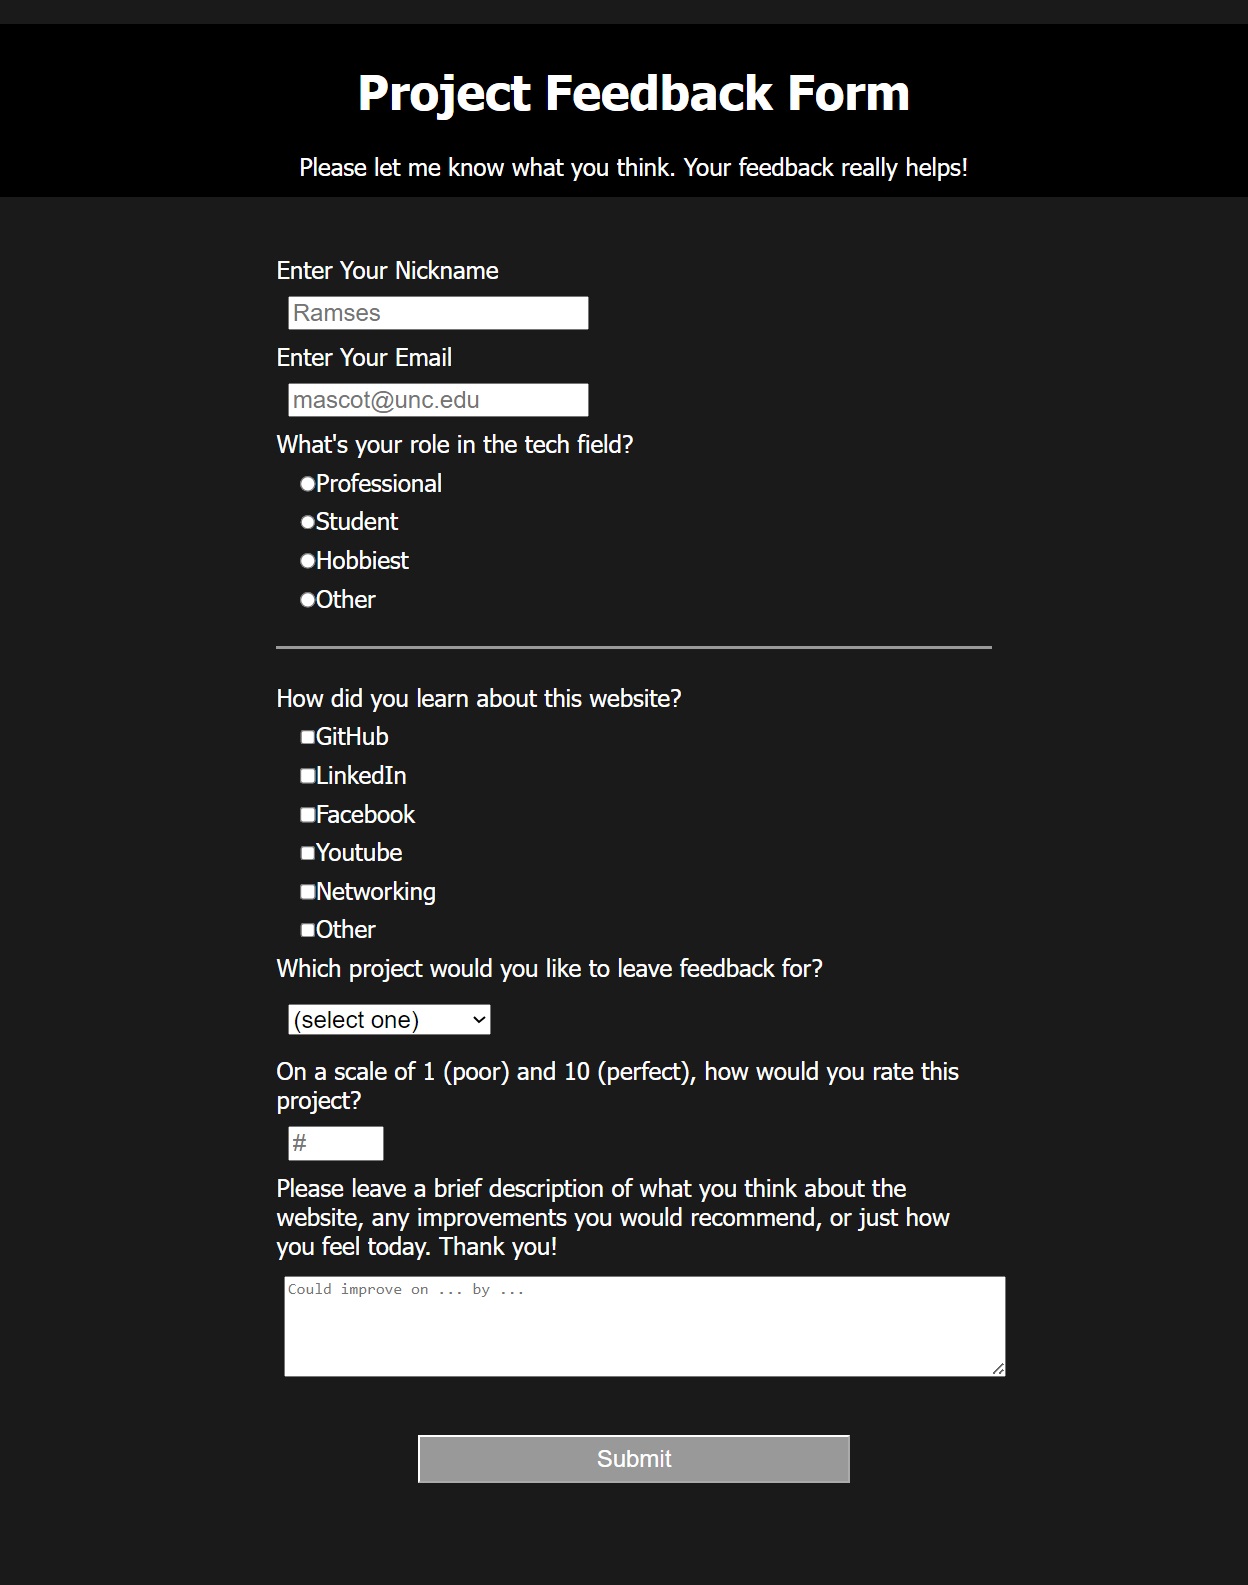 Project Feedback Form
Please let me know what you think. Your feedback really helps!
Enter Your Nickname
Ramses
Enter Your Email
mascot@unc.edu
What's your role in the tech field?
Professional
Student
Hobbiest
Other
How did you learn about this website?
GitHub
LinkedIn
Facebook
Youtube
Networking
Other
Which project would you like to leave feedback for?
(select one)
On a scale of 1 (poor) and 10 (perfect), how would you rate this
project?
#
Please leave a brief description of what you think about the
website, any improvements you would recommend, or just how
you feel today. Thank you!
Could improve on ... by ...
Submit